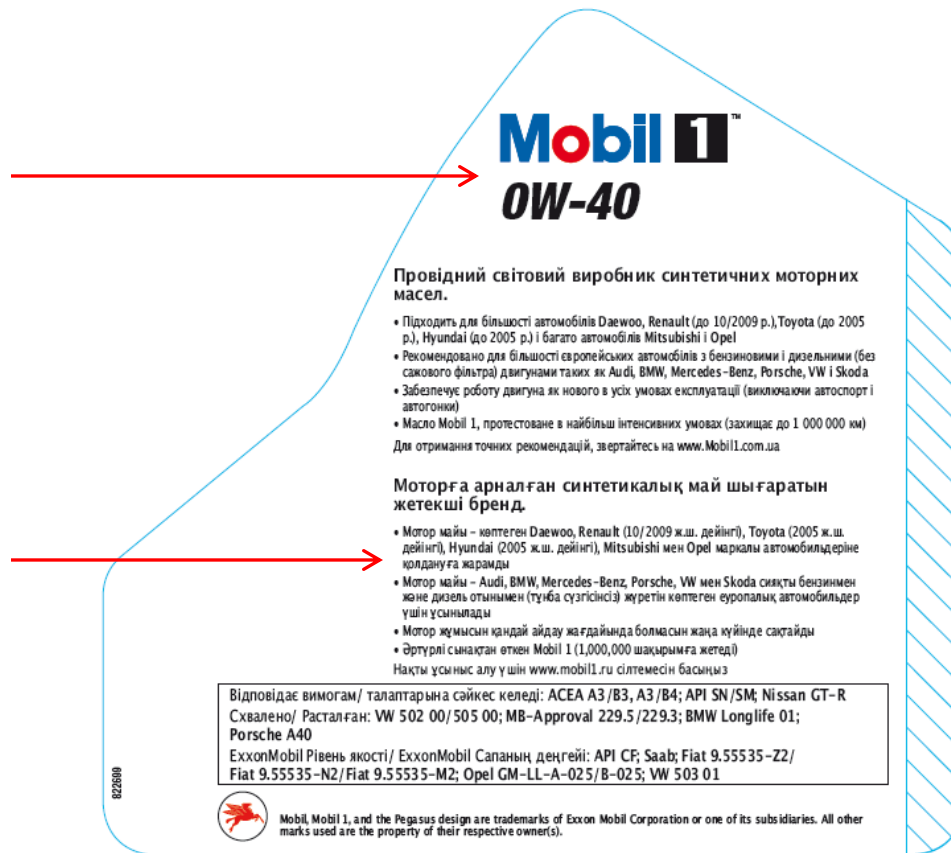 Mobil 1™
0W-40
Провідний світовий виробник синтетичних моторних
масел.
• Підходить для більшості автомобілів Daewoo, Renault (до 10/2009 р.),Toyota (до 2005
р.), Hyundai (до 2005 р.) і багато автомобілів Mitsubishi і Opel
• Рекомендовано для більшості європейських автомобілів з бензиновими і дизельними (без
сажового фільтра) двигунами таких як Audi, BMW, Mercedes-Benz, Porsche, VW і Skoda
• Забезпечує роботу двигуна як нового в усіх умовах експлуатації (виключаючи автоспорт і
автогонки)
• Масло Mobil 1, протестоване в найбільш інтенсивних умовах (захищає до 1 000 000 км)
Для отримання точних рекомендацій, звертайтесь на www.Mobil1.com.ua
Моторға арналған синтетикалық май шығаратын
жетекші бренд.
• Мотор майы – көптеген Daewoo, Renault (10/2009 ж.ш. дейінгі), Toyota (2005 ж.ш.
дейінгі), Hyundai (2005 ж.ш. дейінгі), Mitsubishi мен Opel маркалы автомобильдеріне
қолдануға жарамды
• Мотор майы – Audi, BMW, Mercedes-Benz, Porsche, VW мен Skoda сияқты бензинмен
және дизель отынымен (тұнба сүзгісінсіз) жүретін көптеген еуропалық автомобильдер
үшін ұсынылады
• Мотор жұмысын қандай айдау жағдайында болмасын жаңа күйінде сақтайды
• Әртүрлі сынақтан өткен Mobil 1 (1,000,000 шақырымға жетеді)
Нақты ұсыныс алу үшін www.mobil1.ru сілтемесін басыңыз
Відповідає вимогам/ талаптарына сәйкес келеді: ACEA A3/B3, A3/B4; API SN/SM; Nissan GT-R
Схвалено/ Расталған: VW 502 00/505 00; MB-Approval 229.5/229.3; BMW Longlife 01;
Porsche A40
ExxonMobil Рівень якості/ ExxonMobil Сапаның деңгейі: API CF; Saab; Fiat 9.55535-Z2/
Fiat 9.55535-N2/Fiat 9.55535-M2; Opel GM-LL-A-025/B-025; VW 503 01
822699
Mobil, Mobil 1, and the Pegasus design are trademarks of Exxon Mobil Corporation or one of its subsidiaries. All other
marks used are the property of their respective owner(s).